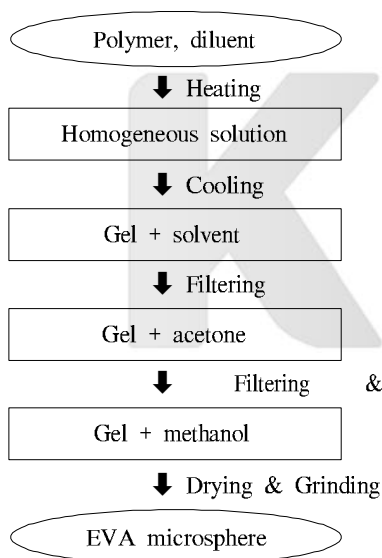 Polymer, diluent
Heating
Homogeneous solution
Cooling
Gel + solvent
Filtering
Gel + acetone
Filtering &
Gel + methanol
Drying & Grinding
EVA microsphere